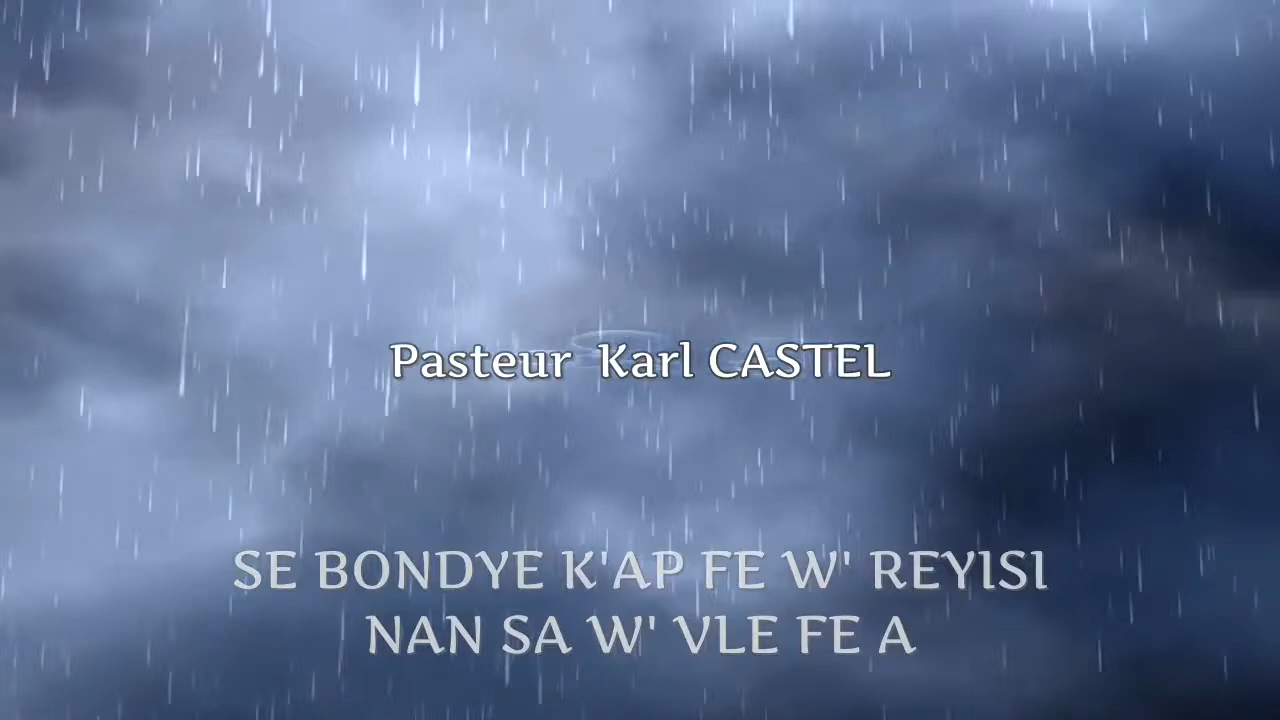 Pasteur  Karl CASTEL
SE BONDYE K'AP FE W' REYISI
NAN SA W' VLE FE A